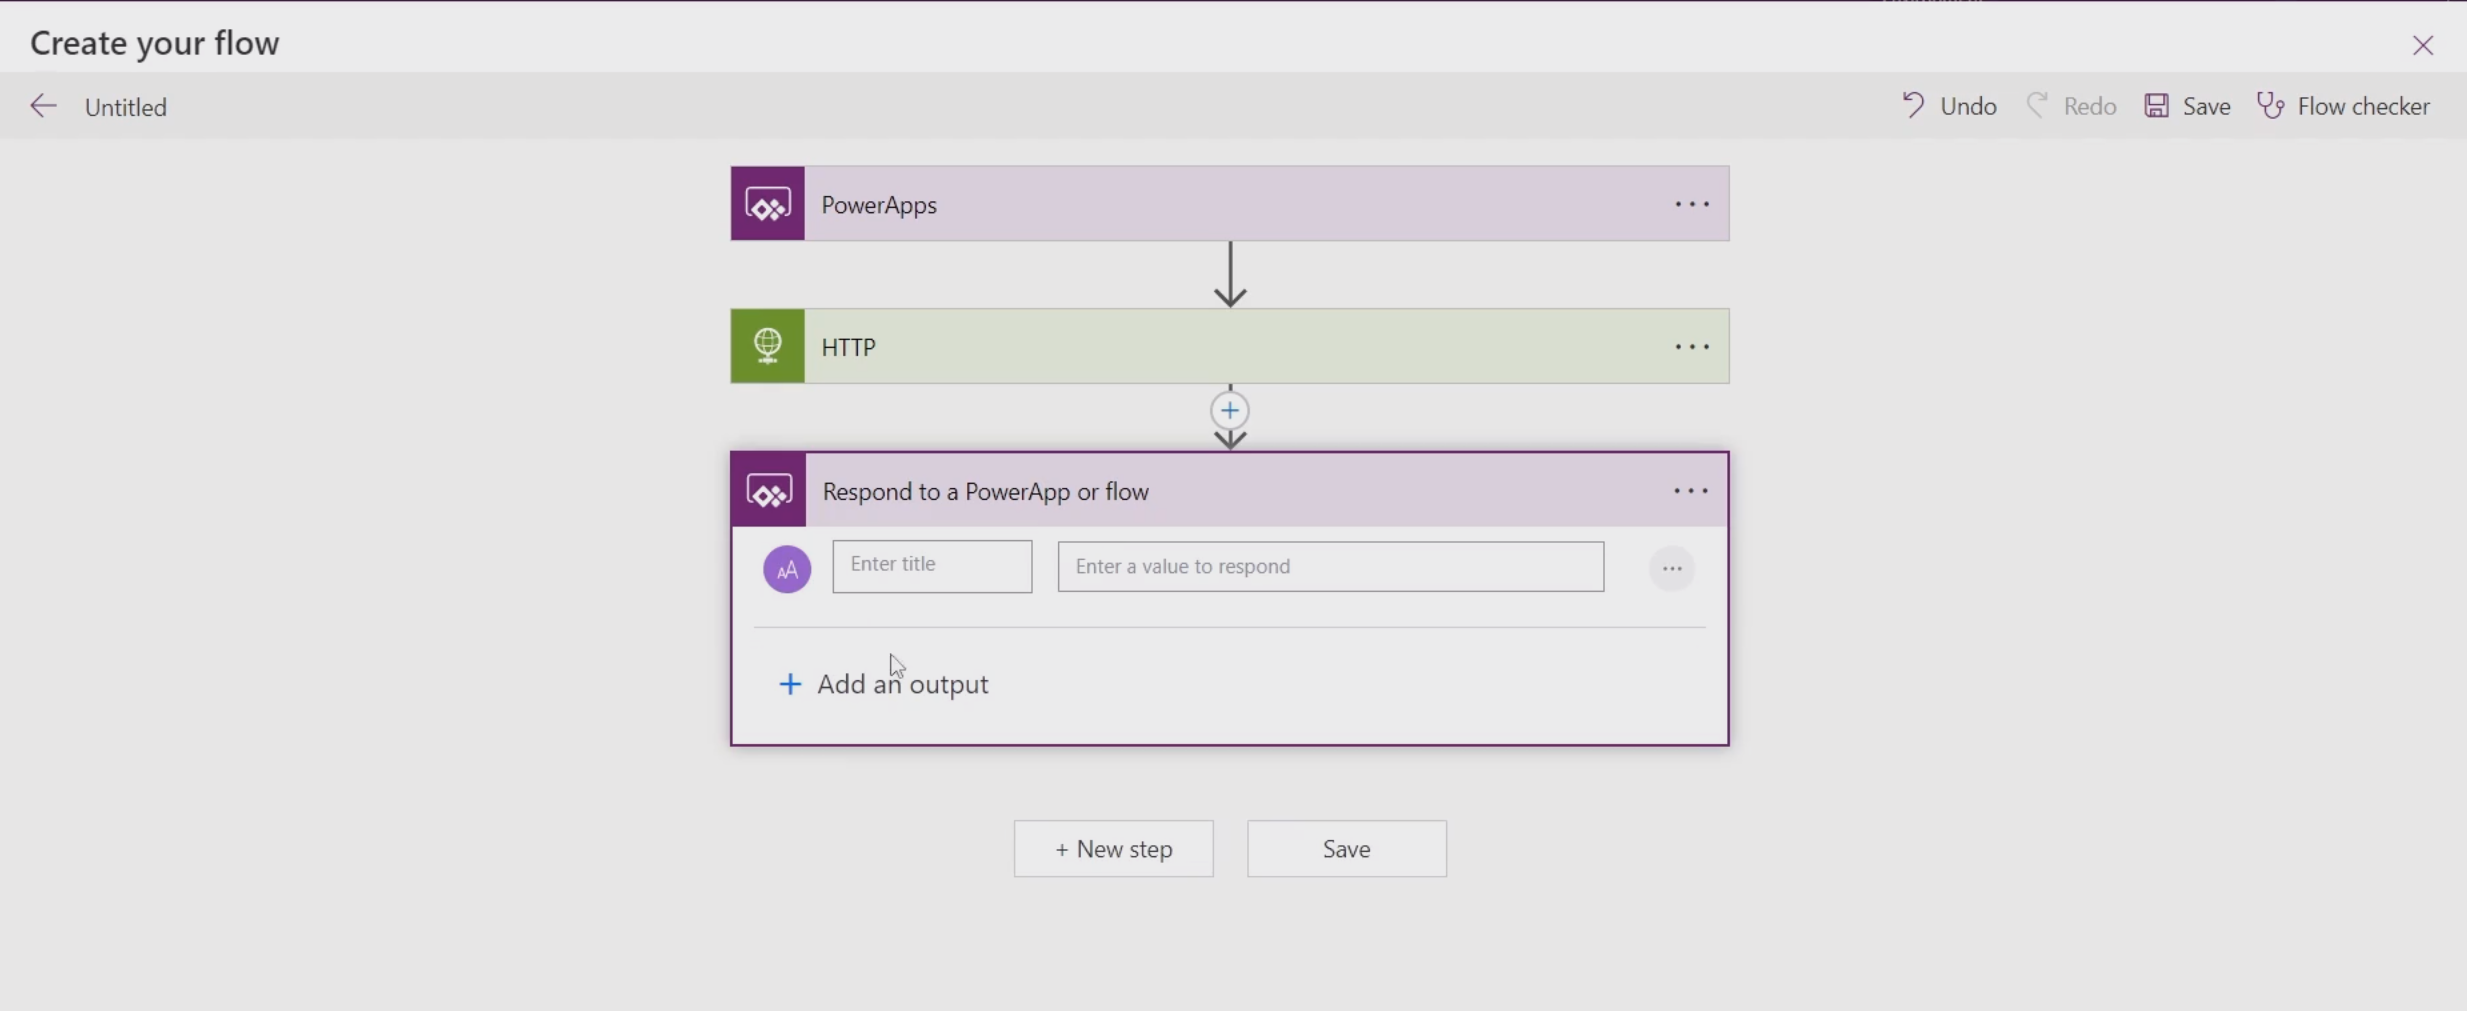 Create your flow
Untitled
Undo Redo Save Flow checker
PowerApps
HTTP
Respond to a PowerApp or flow
AA Enter title Enter a value to respond
+ Add an output
+ New step Save